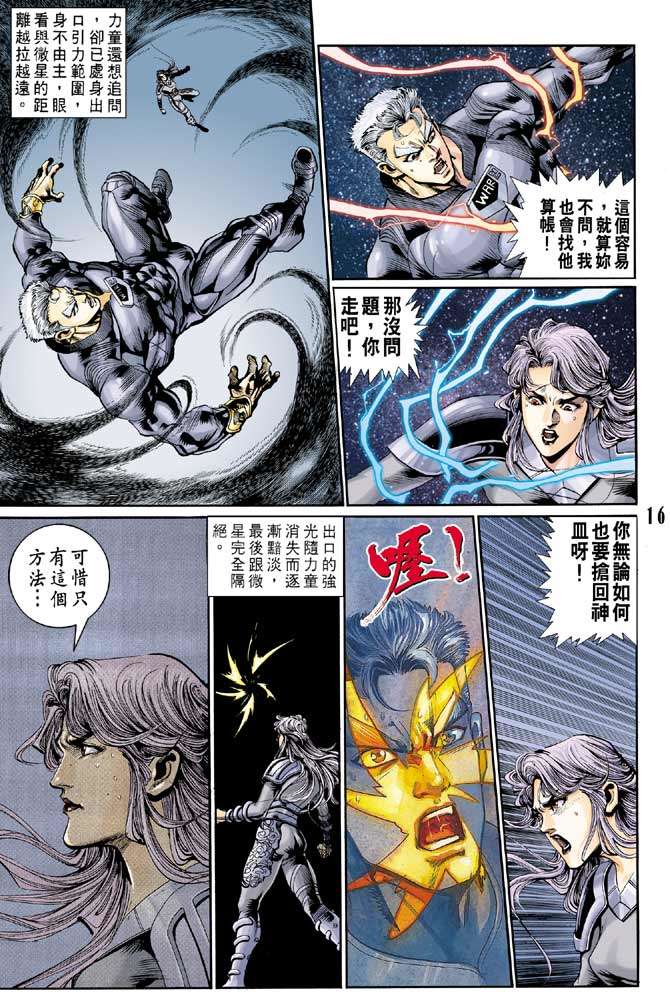 這個容易
，就算妳
不問，我
也會找他
算帳！
WAR
那沒問
題，你
走吧！
力童還想追問
，卻已處身出
口引力範圍，
身不由主，眼
看與微星的距
離越拉越遠。
16
你無論如何
也要搶回神
皿呀！
喔！
出口的強
光隨力童
消失而逐
漸黯淡，
最後跟微
星完全隔
絕。
可惜只
有這個
方法…